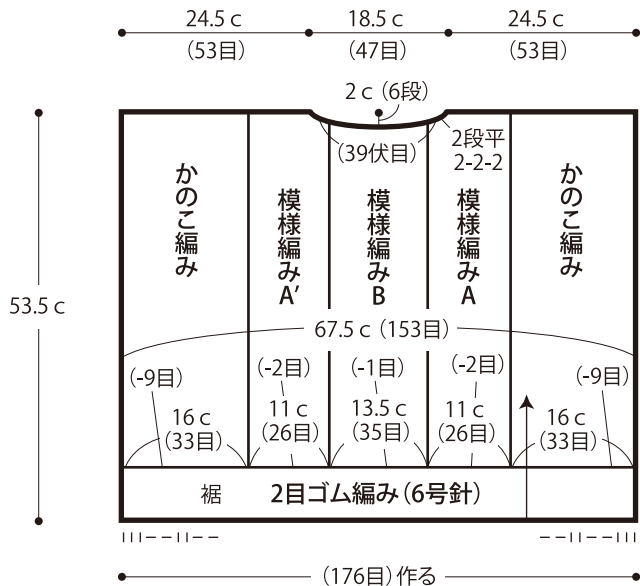 24.5 c 18.5 c 24.5 c
(53目) (47目) (53目)
2 c (6段)
(39伏目) 2段平
2-2-2
かのこ編み
模様編みA’
模様編みB
模様編みA
かのこ編み
53.5 c
67.5 c (153目)
(-9目) (-2目) (-1目) (-2目) (-9目)
16 c 11 c 13.5 c 11 c 16 c
(33目) (26目) (35目) (26目) (33目)
裾 2目ゴム編み (6号針)
(176目) 作る